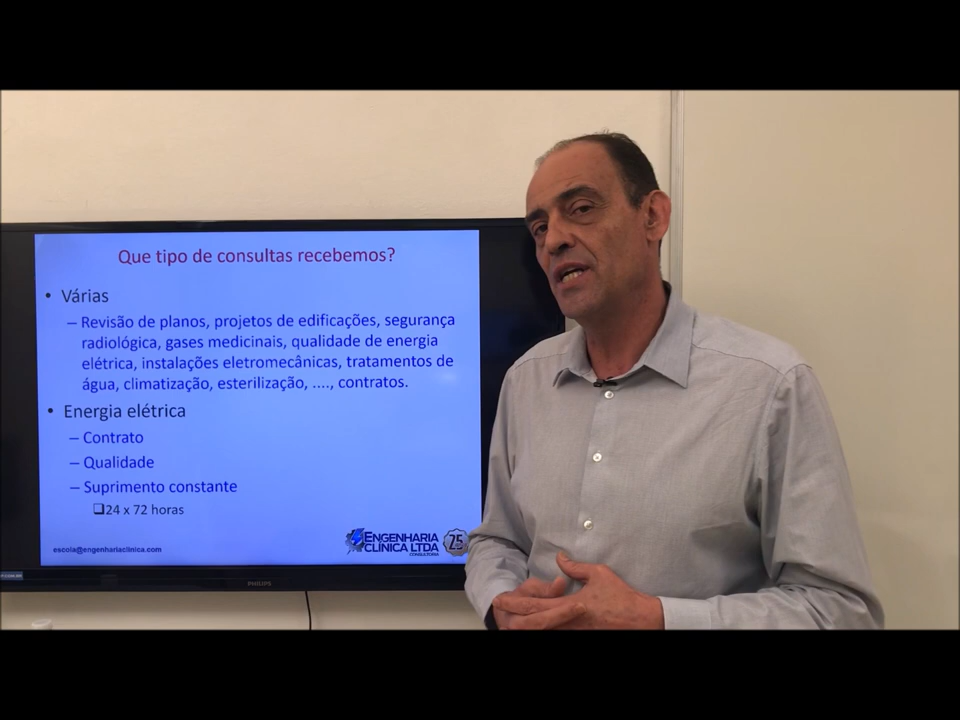 Que tipo de consultas recebemos?
• Várias
– Revisão de planos, projetos de edificações, segurança
radiológica, gases medicinais, qualidade de energia
elétrica, instalações eletromecânicas, tratamentos de
água, climatização, esterilização, ...., contratos.
• Energia elétrica
– Contrato
– Qualidade
– Suprimento constante
❑24 x 72 horas
escola@engenhariaclinica.com
ENGENHARIA
CLÍNICA LTDA
CONSULTORIA
25
PHILIPS